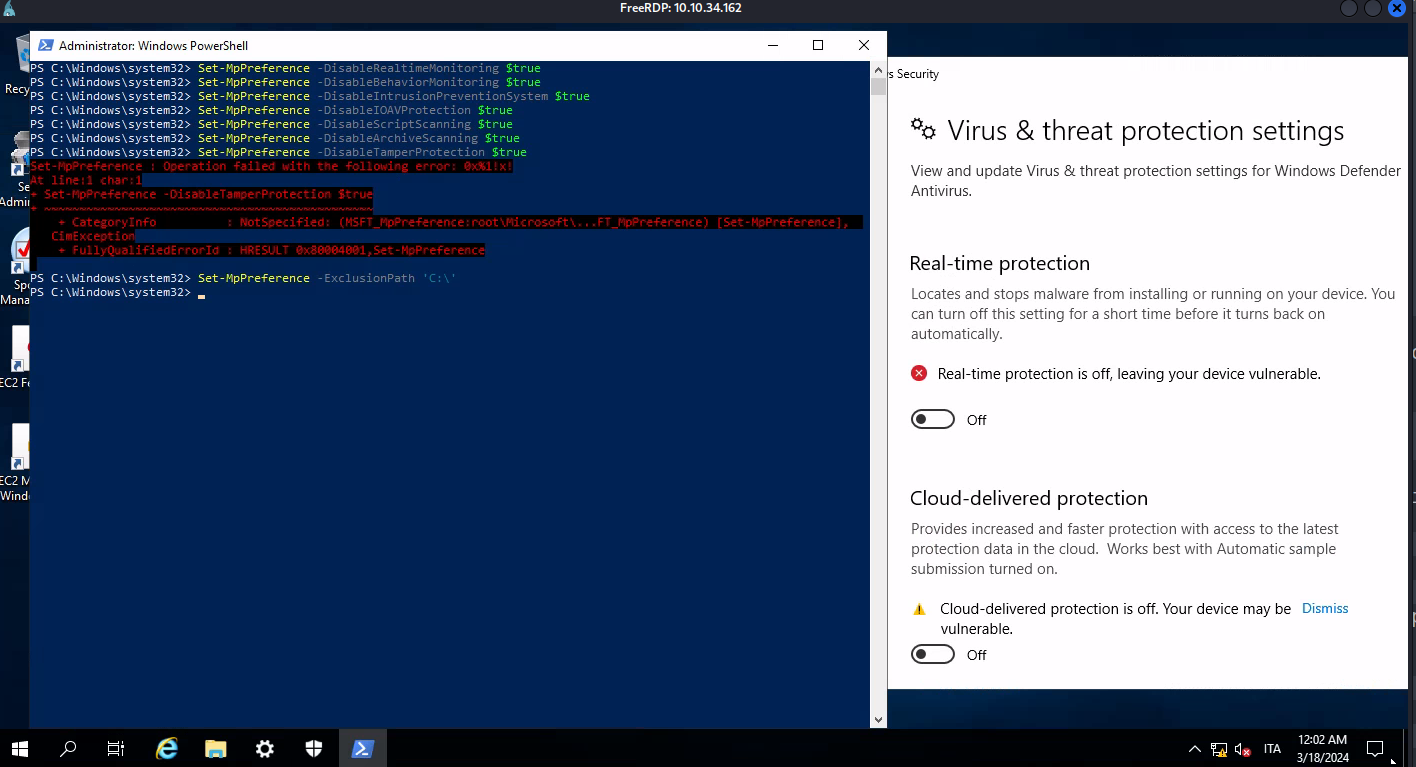 FreeRDP: 10.10.34.162
Administrator: Windows PowerShell
PS C:\Windows\system32> Set-MpPreference -DisableRealtimeMonitoring $true
PS C:\Windows\system32> Set-MpPreference -DisableBehaviorMonitoring $true
PS C:\Windows\system32> Set-MpPreference -DisableIntrusionPreventionSystem $true
PS C:\Windows\system32> Set-MpPreference -DisableIOAVProtection $true
PS C:\Windows\system32> Set-MpPreference -DisableScriptScanning $true
PS C:\Windows\system32> Set-MpPreference -DisableArchiveScanning $true
PS C:\Windows\system32> Set-MpPreference -DisableTamperProtection $true
Set-MpPreference : Operation failed with the following error: 0x%1!x!
At line:1 char:1
+ Set-MpPreference -DisableTamperProtection $true
+ ~~~~~~~~~~~~~~~~~~~~~~~~~~~~~~~~~~~~~~~~~~~~~~~
+ CategoryInfo : NotSpecified: (MSFT_MpPreference:root\Microsoft\...FT_MpPreference) [Set-MpPreference],
CimException
+ FullyQualifiedErrorId : HRESULT 0x80004001,Set-MpPreference
PS C:\Windows\system32> Set-MpPreference -ExclusionPath 'C:\'
PS C:\Windows\system32>
Recy
Se
Admin
Sp
Mana
EC2 Fe
EC2 M
Windo
s Security
Virus & threat protection settings
View and update Virus & threat protection settings for Windows Defender
Antivirus.
Real-time protection
Locates and stops malware from installing or running on your device. You
can turn off this setting for a short time before it turns back on
automatically.
Real-time protection is off, leaving your device vulnerable.
Off
Cloud-delivered protection
Provides increased and faster protection with access to the latest
protection data in the cloud. Works best with Automatic sample
submission turned on.
Cloud-delivered protection is off. Your device may be Dismiss
vulnerable.
Off
ITA
12:02 AM
3/18/2024